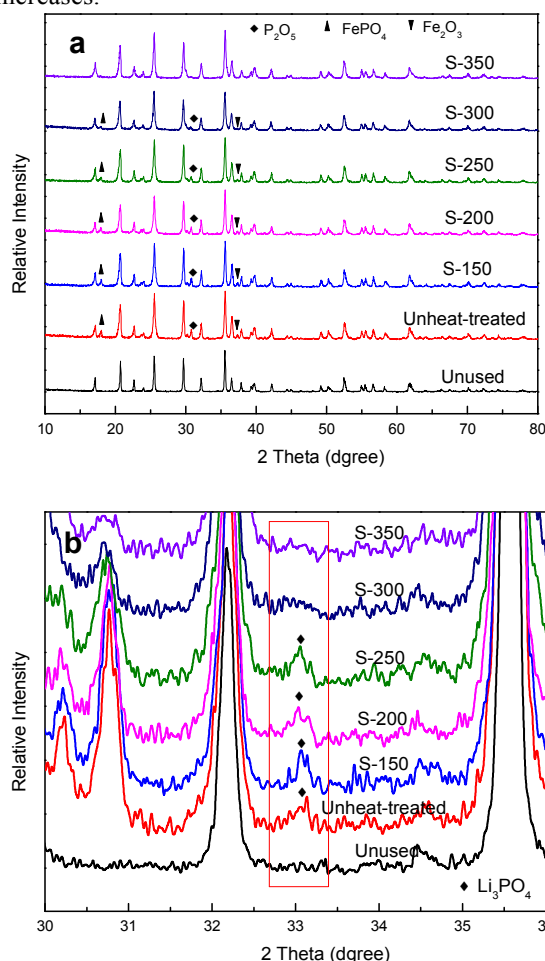 increases.
a
◆ P₂O₅ ▲ FePO₄ ▼ Fe₂O₃
S-350
S-300
S-250
S-200
S-150
Unheat-treated
Unused
Relative Intensity
10 20 30 40 50 60 70 80
2 Theta (dgree)
b
S-350
S-300
S-250
S-200
S-150
Unheat-treated
Unused
◆ Li₃PO₄
Relative Intensity
30 31 32 33 34 35
2 Theta (dgree)